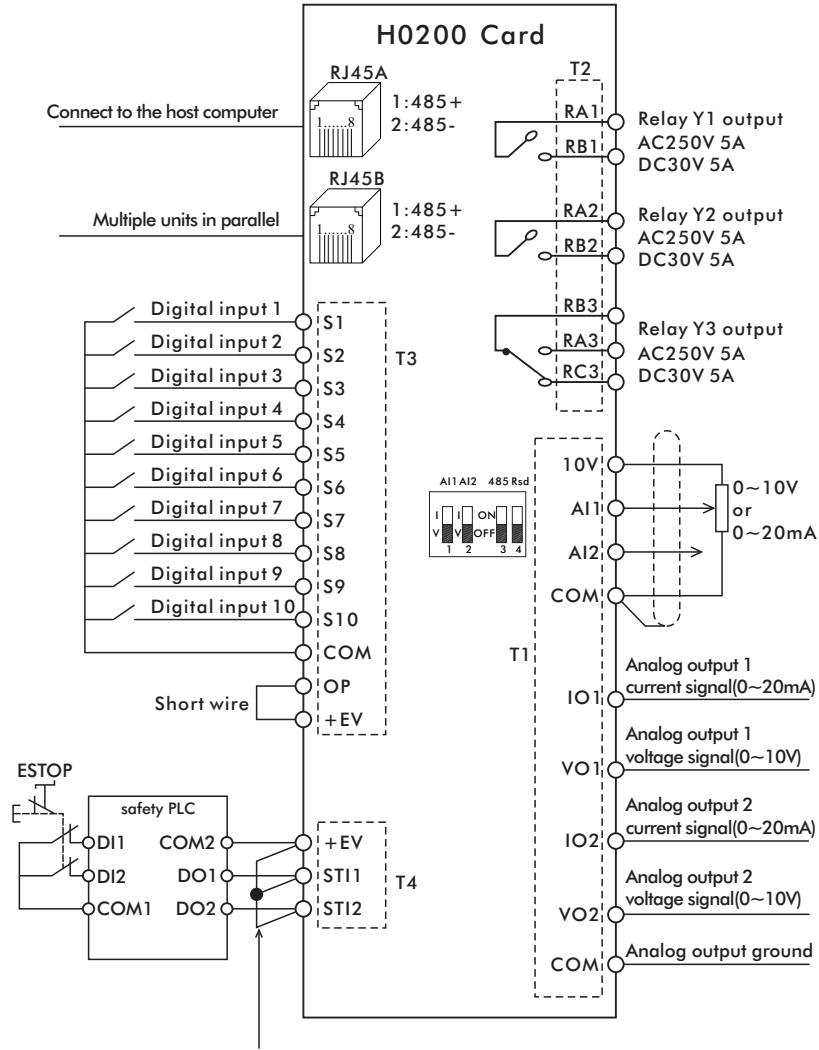 H0200 Card
RJ45A
1:485+
2:485-
1......8
Connect to the host computer
RJ45B
1:485+
2:485-
1......8
Multiple units in parallel
T2
RA1
RB1
Relay Y1 output
AC250V 5A
DC30V 5A
RA2
RB2
Relay Y2 output
AC250V 5A
DC30V 5A
RB3
RA3
RC3
Relay Y3 output
AC250V 5A
DC30V 5A
Digital input 1
S1
Digital input 2
S2
Digital input 3
S3
Digital input 4
S4
Digital input 5
S5
Digital input 6
S6
Digital input 7
S7
Digital input 8
S8
Digital input 9
S9
Digital input 10
S10
COM
T3
Short wire
OP
+EV
AI1 AI2 485 Rsd
I I ON
V V OFF
1 2 3 4
T1
10V
AI1
AI2
COM
0~10V
or
0~20mA
IO1
Analog output 1
current signal(0~20mA)
VO1
Analog output 1
voltage signal(0~10V)
IO2
Analog output 2
current signal(0~20mA)
VO2
Analog output 2
voltage signal(0~10V)
COM
Analog output ground
ESTOP
safety PLC
DI1
DI2
COM1
COM2
DO1
DO2
+EV
STI1
STI2
T4